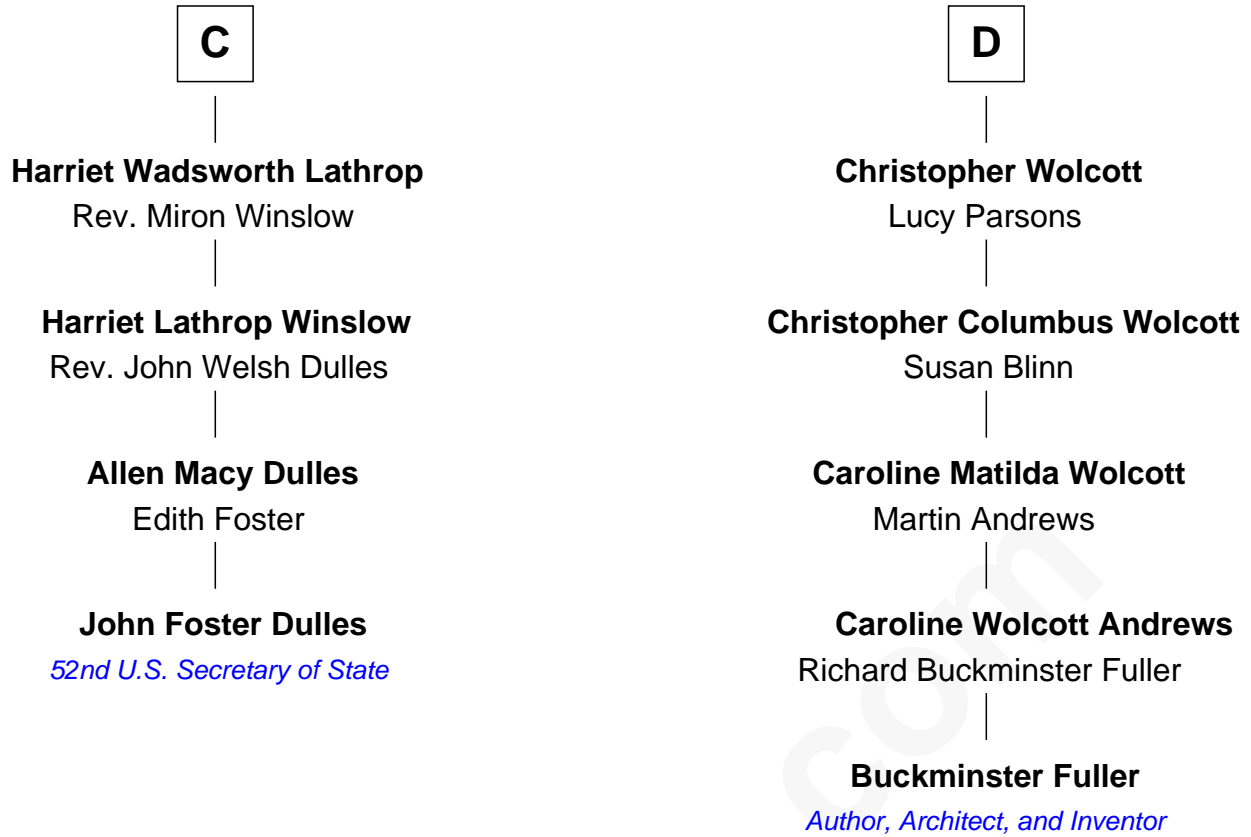 C
Harriet Wadsworth Lathrop
Rev. Miron Winslow
Harriet Lathrop Winslow
Rev. John Welsh Dulles
Allen Macy Dulles
Edith Foster
John Foster Dulles
52nd U.S. Secretary of State
D
Christopher Wolcott
Lucy Parsons
Christopher Columbus Wolcott
Susan Blinn
Caroline Matilda Wolcott
Martin Andrews
Caroline Wolcott Andrews
Richard Buckminster Fuller
Buckminster Fuller
Author, Architect, and Inventor
com